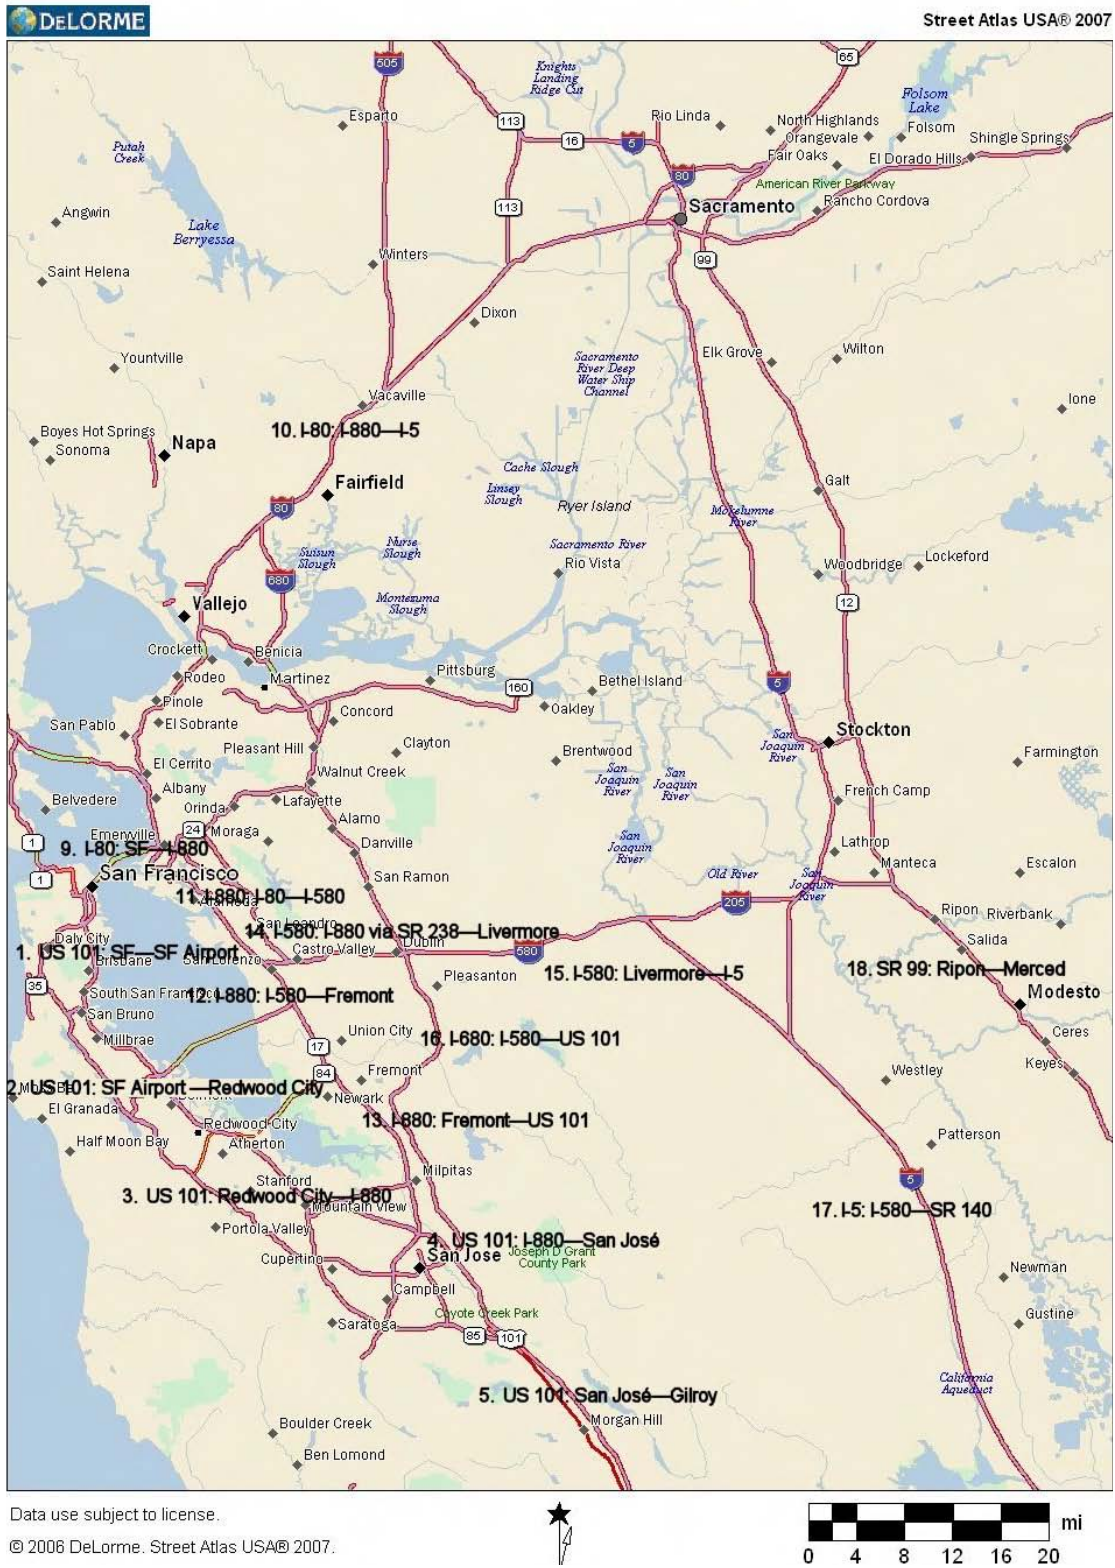 DELORME
Street Atlas USA® 2007
505
Knights
Landing
Ridge Cut
65
Folsom
Lake
Esparto
113
16
5
Rio Linda
North Highlands
Orangevale
Folsom
Shingle Springs
Fair Oaks
El Dorado Hills
Putah
Creek
80
American River Parkway
Angwin
113
Sacramento
Rancho Cordova
Lake
Berryessa
Winters
99
Saint Helena
Dixon
Yountville
Sacramento
River Deep
Water Ship
Channel
Elk Grove
Wilton
Vacaville
Ione
10. I-80: I-880—I-5
Boyes Hot Springs
Napa
Sonoma
Fairfield
Cache Slough
Linsey
Slough
Ryer Island
Galt
80
Mokelumne
River
Suisun
Slough
Nurse
Slough
Sacramento River
Rio Vista
Woodbridge
Lockeford
680
Montezuma
Slough
Vallejo
12
Crockett
Benicia
Rodeo
Martinez
Pittsburg
160
Bethel Island
5
Pinole
Oakley
San Pablo
El Sobrante
Concord
Stockton
Pleasant Hill
Clayton
Brentwood
San
Joaquin
River
Farmington
El Cerrito
Walnut Creek
San
Joaquin
River
San
Joaquin
River
Albany
Belvedere
Orinda
Lafayette
French Camp
1
Emeryville
24
Moraga
Alamo
9. I-80: SF—I-880
Danville
San
Joaquin
River
Lathrop
Manteca
Escalon
1
San Francisco
San Ramon
Old River
San
Joaquin
River
11. I-880: I-80—I-580
Alameda
205
San Leandro
Ripon
Riverbank
14. I-580: I-880 via SR 238—Livermore
Daly City
1. US 101: SF—SF Airport
Castro Valley
Dublin
580
Salida
Brisbane
San Lorenzo
15. I-580: Livermore—I-5
18. SR 99: Ripon—Merced
35
South San Francisco
12. I-880: I-580—Fremont
Pleasanton
Modesto
San Bruno
Millbrae
17
Union City
16. I-680: I-580—US 101
Ceres
Keyes
84
Fremont
Westley
2. US 101: SF Airport—Redwood City
Belmont
Newark
El Granada
Redwood City
13. I-880: Fremont—US 101
Half Moon Bay
Atherton
Patterson
Milpitas
Stanford
5
3. US 101: Redwood City—I-880
Mountain View
17. I-5: I-580—SR 140
Portola Valley
4. US 101: I-880—San José
Cupertino
San Jose
Joseph D Grant
County Park
Newman
Campbell
Coyote Creek Park
Gustine
Saratoga
85
101
California
Aqueduct
5. US 101: San José—Gilroy
Morgan Hill
Boulder Creek
Ben Lomond
Data use subject to license.
© 2006 DeLorme. Street Atlas USA® 2007.
mi
0 4 8 12 16 20